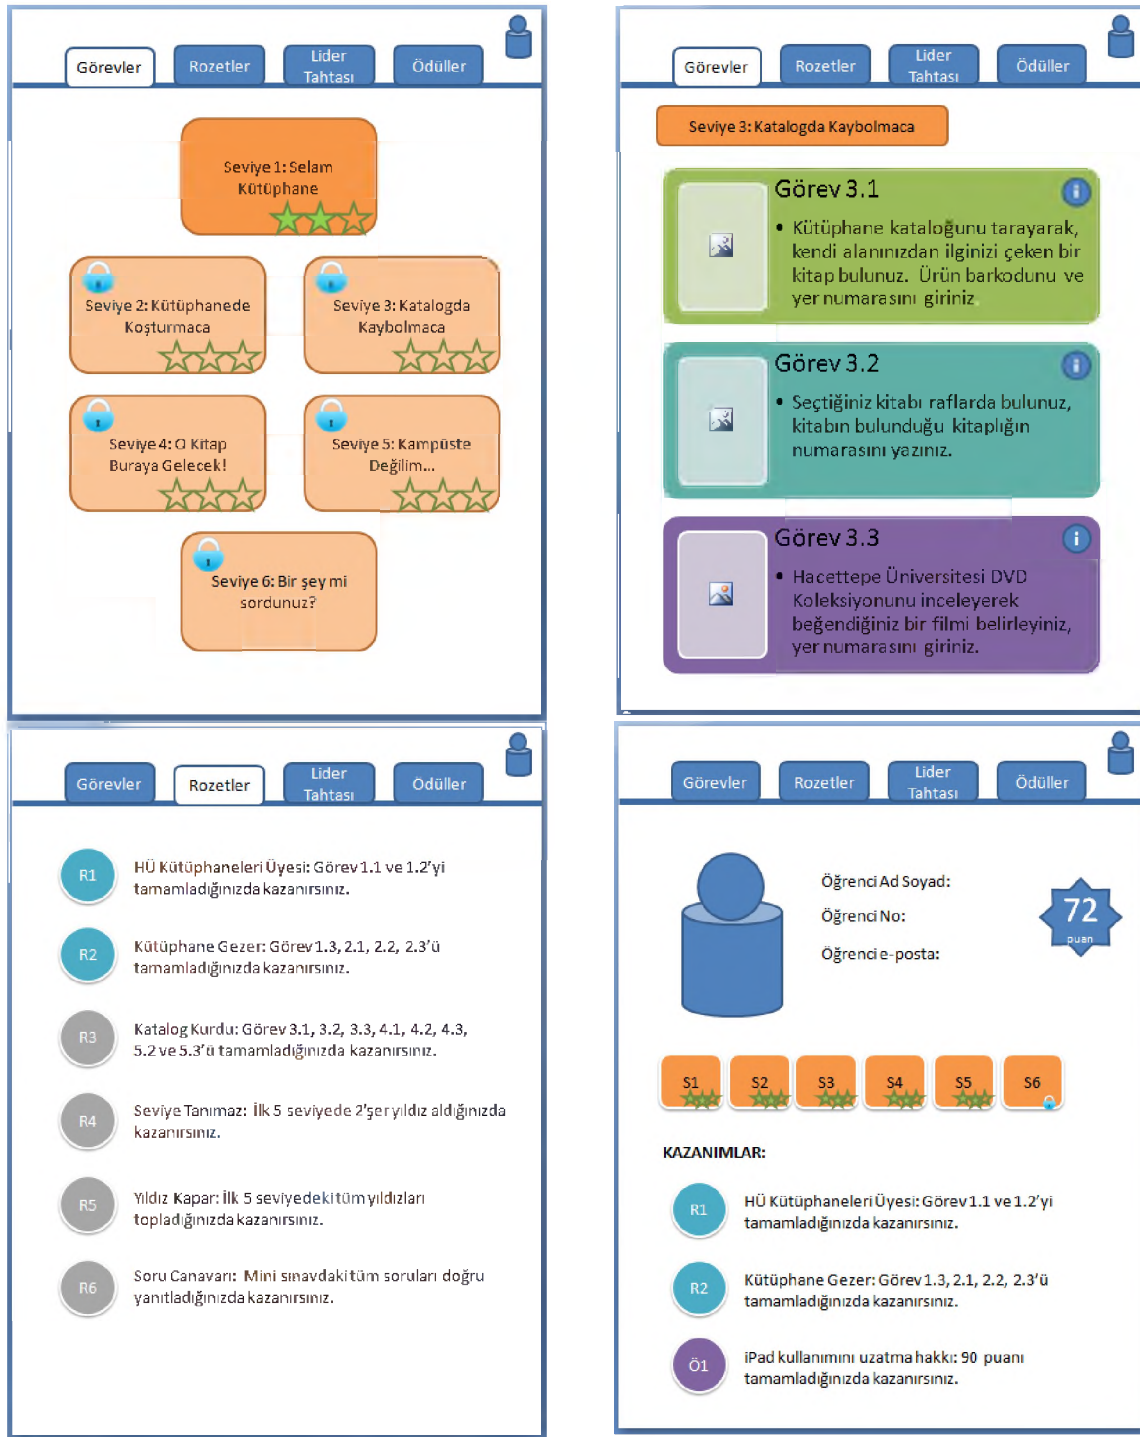 Görevler
Rozetler
Lider
Tahtası
Ödüller
Seviye 1: Selam
Kütüphane
Seviye 2: Kütüphanede
Koşturmaca
Seviye 3: Katalogda
Kaybolmaca
Seviye 4: O Kitap
Buraya Gelecek!
Seviye 5: Kampüste
Değilim...
Seviye 6: Bir şey mi
sordunuz?
Görevler
Rozetler
Lider
Tahtası
Ödüller
Seviye 3: Katalogda Kaybolmaca
Görev 3.1
i
• Kütüphane kataloğunu tarayarak,
kendi alanınızdan ilginizi çeken bir
kitap bulunuz. Ürün barkodunu ve
yer numarasını giriniz.
Görev 3.2
i
• Seçtiğiniz kitabı raflarda bulunuz,
kitabın bulunduğu kitaplığın
numarasını yazınız.
Görev 3.3
i
• Hacettepe Üniversitesi DVD
Koleksiyonunu inceleyerek
beğendiğiniz bir filmi belirleyiniz,
yer numarasını giriniz.
Görevler
Rozetler
Lider
Tahtası
Ödüller
R1
HÜ Kütüphaneleri Üyesi: Görev 1.1 ve 1.2'yi
tamamladığınızda kazanırsınız.
R2
Kütüphane Gezer: Görev 1.3, 2.1, 2.2, 2.3'ü
tamamladığınızda kazanırsınız.
R3
Katalog Kurdu: Görev 3.1, 3.2, 3.3, 4.1, 4.2, 4.3,
5.2 ve 5.3'ü tamamladığınızda kazanırsınız.
R4
Seviye Tanımaz: İlk 5 seviyede 2'şer yıldız aldığınızda
kazanırsınız.
R5
Yıldız Kapar: İlk 5 seviyedeki tüm yıldızları
topladığınızda kazanırsınız.
R6
Soru Canavarı: Mini sınavdaki tüm soruları doğru
yanıtladığınızda kazanırsınız.
Görevler
Rozetler
Lider
Tahtası
Ödüller
Öğrenci Ad Soyad:
Öğrenci No:
Öğrenci e-posta:
72
puan
S1
S2
S3
S4
S5
S6
KAZANIMLAR:
R1
HÜ Kütüphaneleri Üyesi: Görev 1.1 ve 1.2'yi
tamamladığınızda kazanırsınız.
R2
Kütüphane Gezer: Görev 1.3, 2.1, 2.2, 2.3'ü
tamamladığınızda kazanırsınız.
Ö1
iPad kullanımını uzatma hakkı: 90 puanı
tamamladığınızda kazanırsınız.